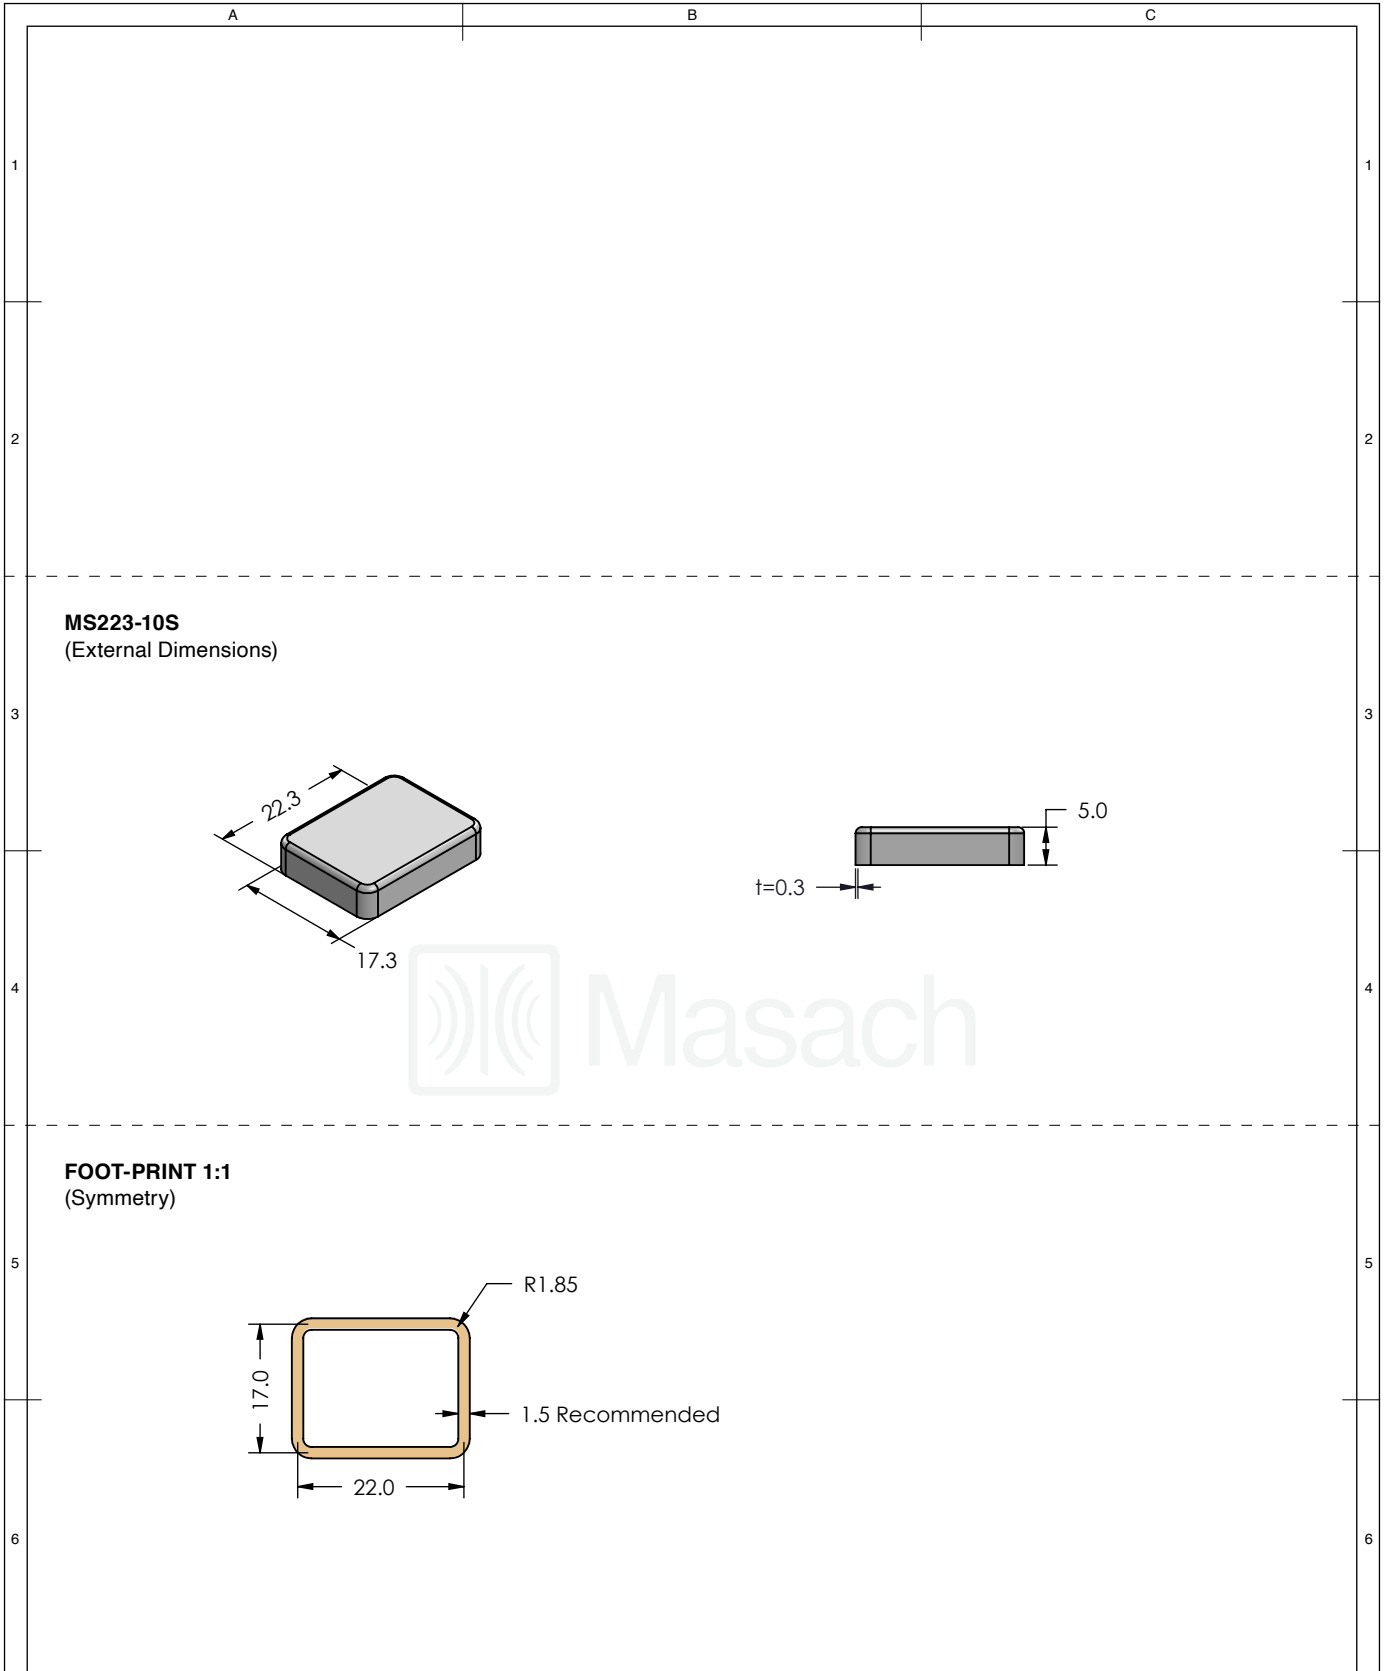 A B C
1 1
2 2
MS223-10S
(External Dimensions)
3 3
22.3
5.0
t=0.3
17.3
Masach
4 4
FOOT-PRINT 1:1
(Symmetry)
5 5
R1.85
17.0
1.5 Recommended
22.0
6 6